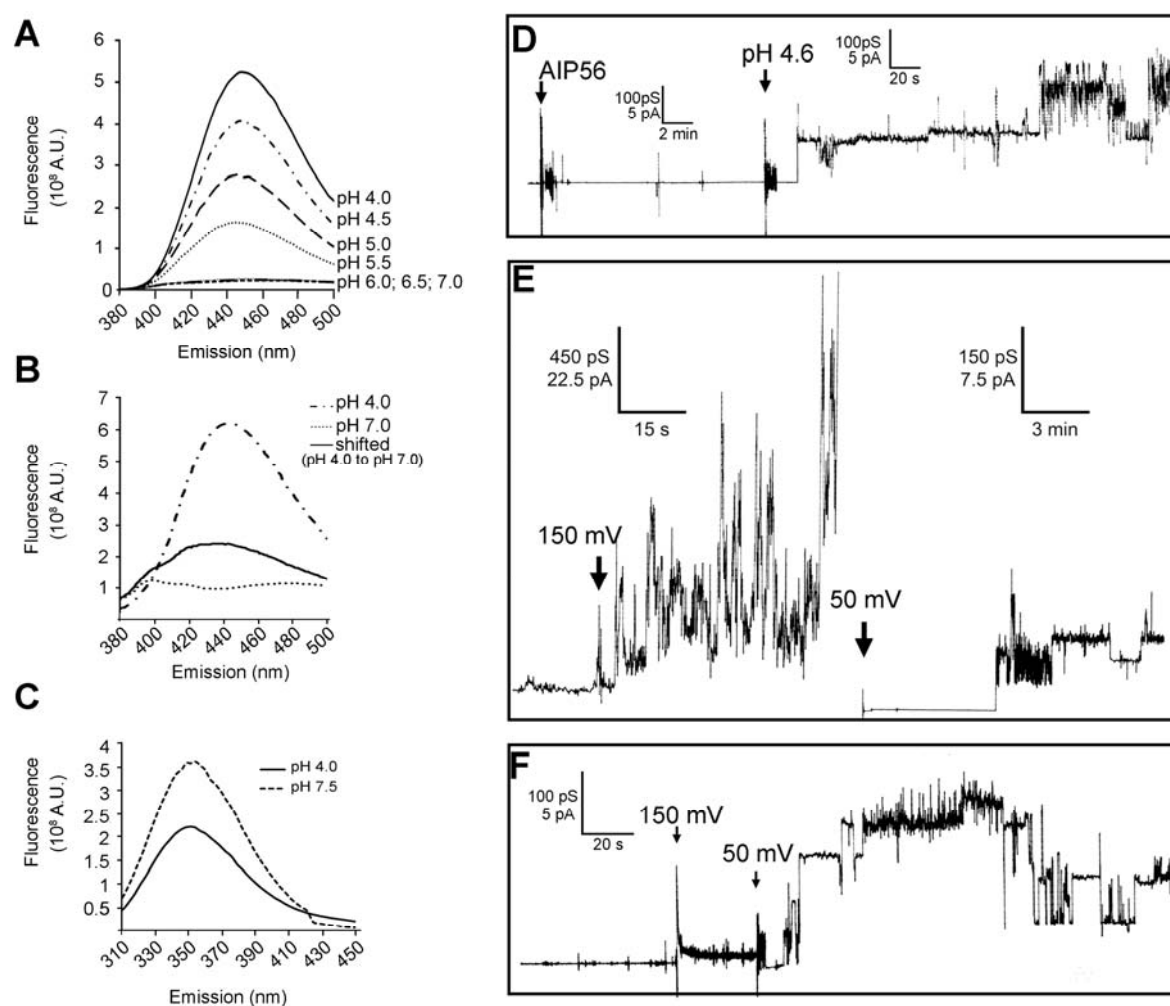 A
Fluorescence
(10⁸ A.U.)
6
5
4
3
2
1
0
pH 4.0
pH 4.5
pH 5.0
pH 5.5
pH 6.0; 6.5; 7.0
380 400 420 440 460 480 500
Emission (nm)
B
Fluorescence
(10⁸ A.U.)
7
6
5
4
3
2
1
pH 4.0
pH 7.0
shifted
(pH 4.0 to pH 7.0)
380 400 420 440 460 480 500
Emission (nm)
C
Fluorescence
(10⁸ A.U.)
4
3.5
3
2.5
2
1.5
1
0.5
pH 4.0
pH 7.5
310 330 350 370 390 410 430 450
Emission (nm)
D
AIP56
100pS
5 pA
2 min
pH 4.6
100pS
5 pA
20 s
E
450 pS
22.5 pA
15 s
150 pS
7.5 pA
3 min
150 mV
50 mV
F
100 pS
5 pA
20 s
150 mV
50 mV